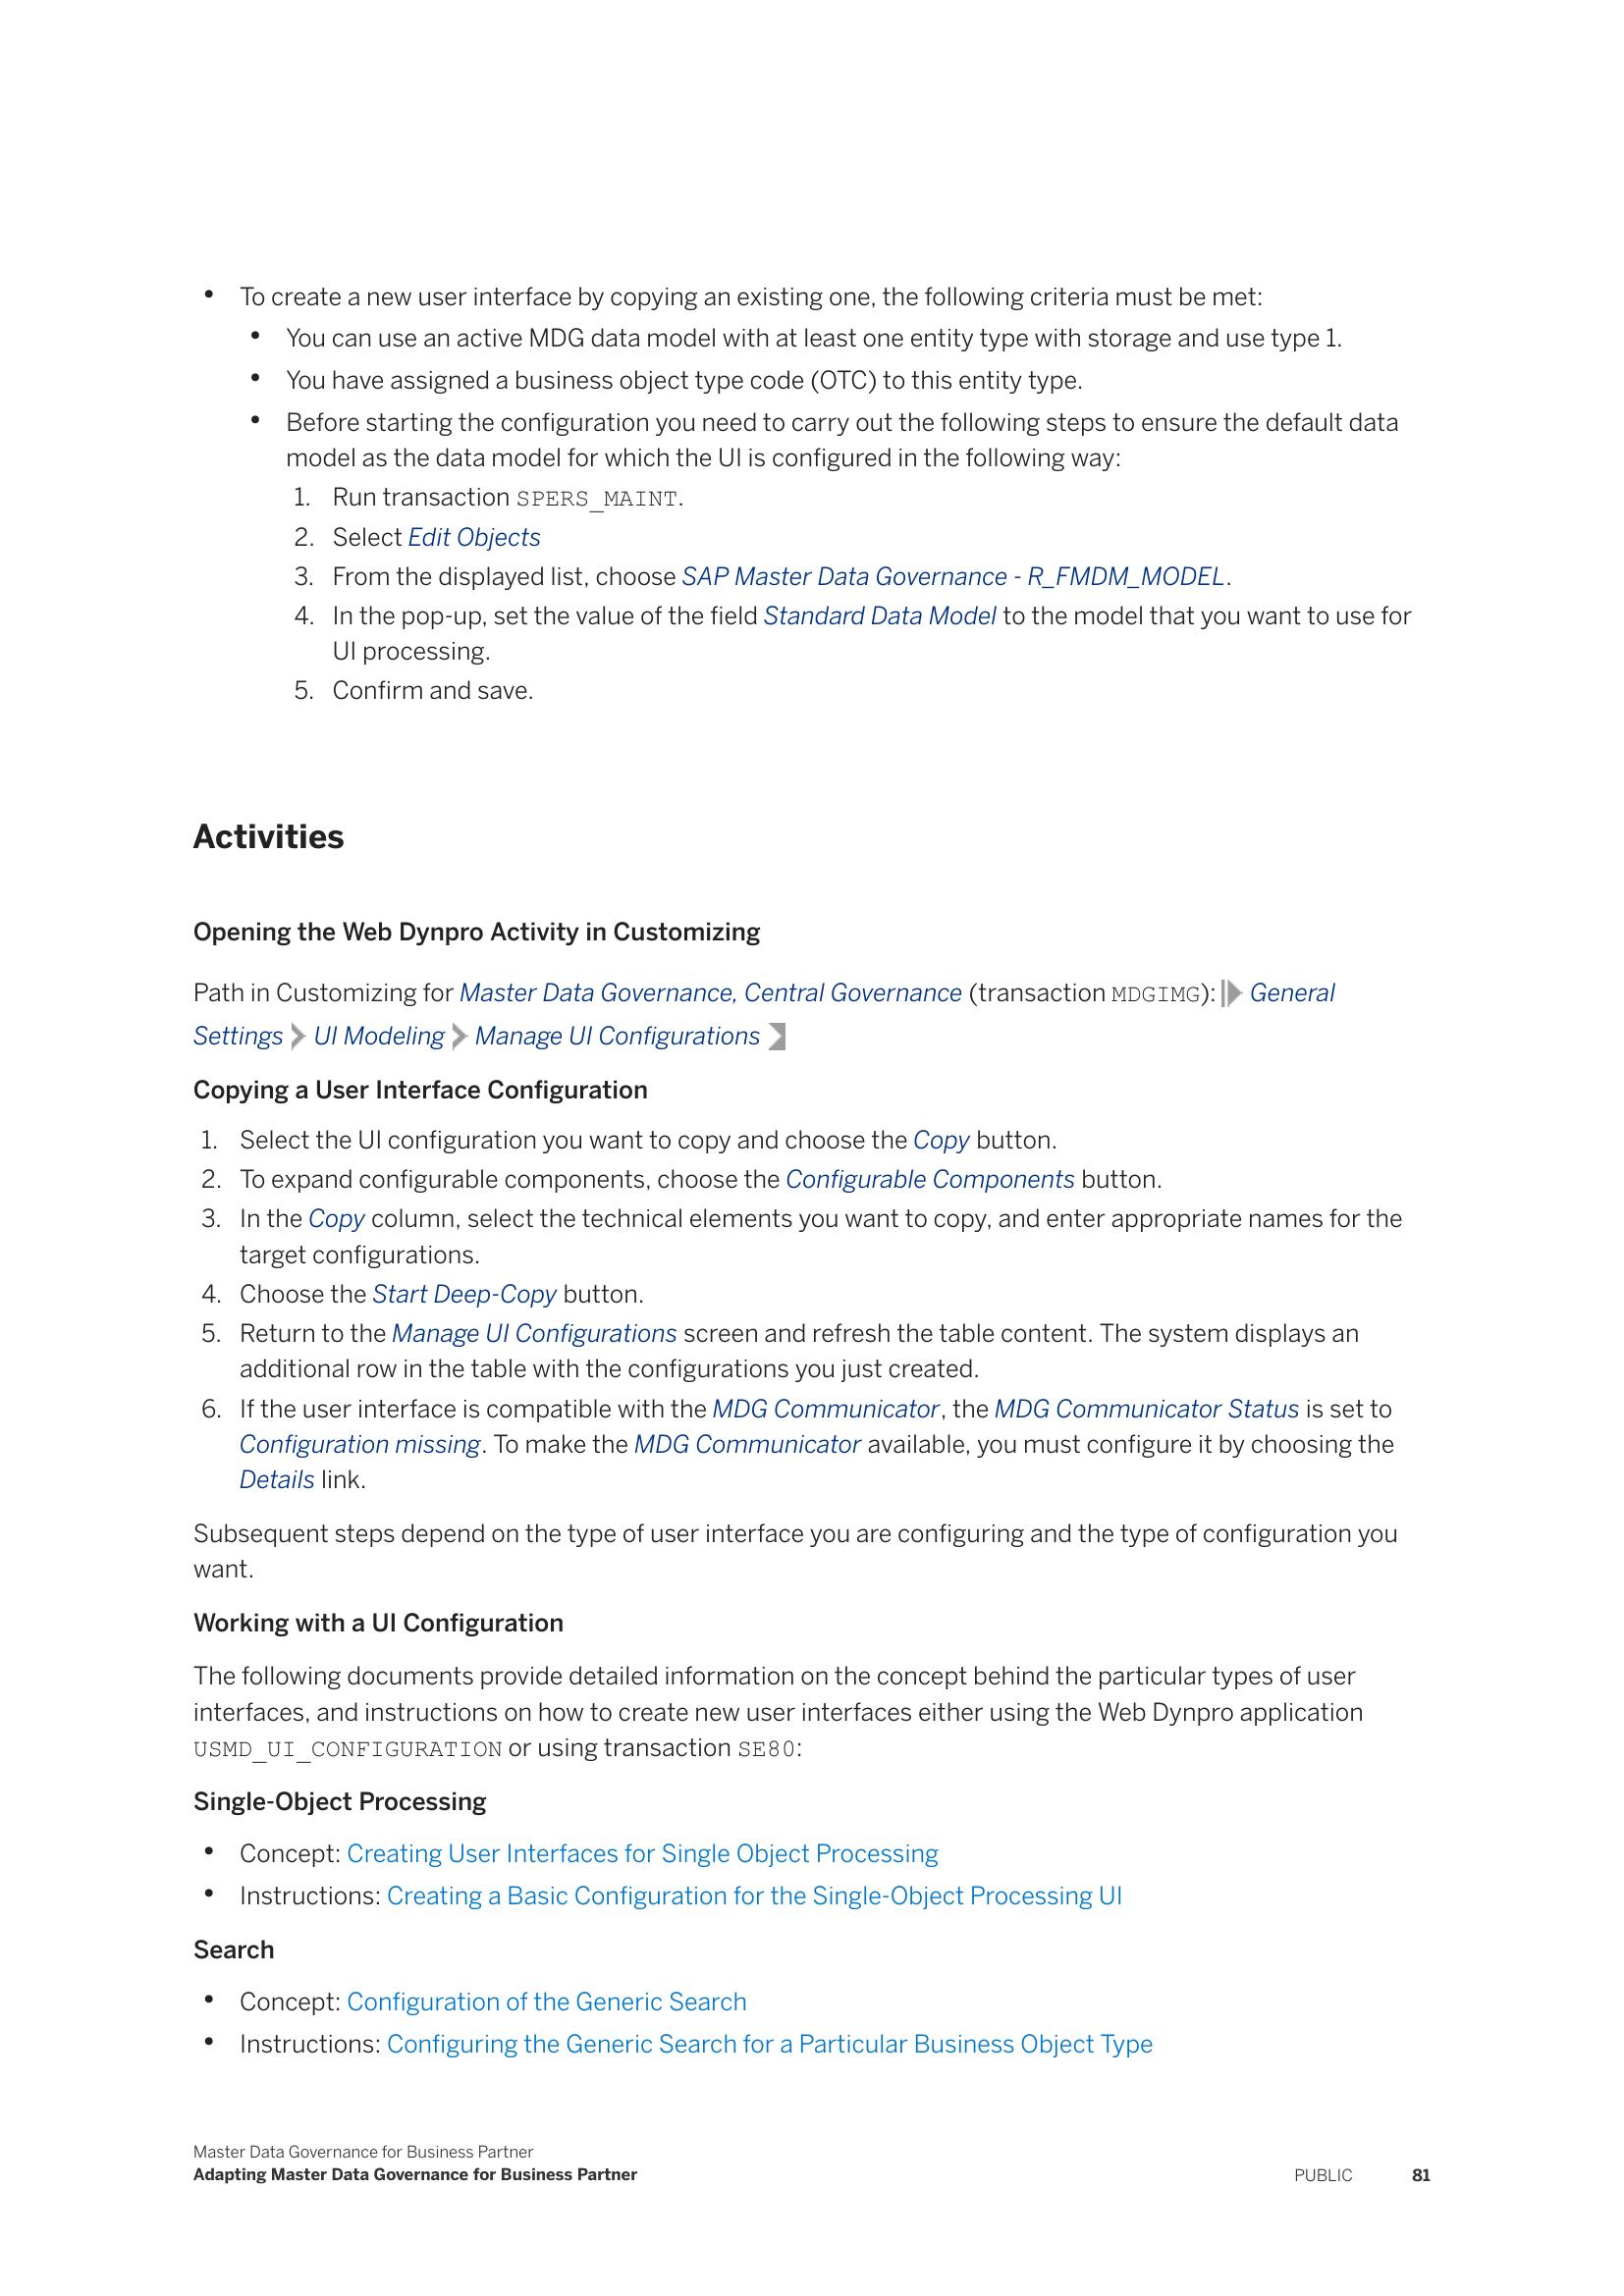 • To create a new user interface by copying an existing one, the following criteria must be met:
• You can use an active MDG data model with at least one entity type with storage and use type 1.
• You have assigned a business object type code (OTC) to this entity type.
• Before starting the configuration you need to carry out the following steps to ensure the default data
model as the data model for which the UI is configured in the following way:
1. Run transaction SPERS_MAINT.
2. Select Edit Objects
3. From the displayed list, choose SAP Master Data Governance - R_FMDM_MODEL.
4. In the pop-up, set the value of the field Standard Data Model to the model that you want to use for
UI processing.
5. Confirm and save.
Activities
Opening the Web Dynpro Activity in Customizing
Path in Customizing for Master Data Governance, Central Governance (transaction MDGIMG): General
Settings UI Modeling Manage UI Configurations
Copying a User Interface Configuration
1. Select the UI configuration you want to copy and choose the Copy button.
2. To expand configurable components, choose the Configurable Components button.
3. In the Copy column, select the technical elements you want to copy, and enter appropriate names for the
target configurations.
4. Choose the Start Deep-Copy button.
5. Return to the Manage UI Configurations screen and refresh the table content. The system displays an
additional row in the table with the configurations you just created.
6. If the user interface is compatible with the MDG Communicator, the MDG Communicator Status is set to
Configuration missing. To make the MDG Communicator available, you must configure it by choosing the
Details link.
Subsequent steps depend on the type of user interface you are configuring and the type of configuration you
want.
Working with a UI Configuration
The following documents provide detailed information on the concept behind the particular types of user
interfaces, and instructions on how to create new user interfaces either using the Web Dynpro application
USMD_UI_CONFIGURATION or using transaction SE80:
Single-Object Processing
• Concept: Creating User Interfaces for Single Object Processing
• Instructions: Creating a Basic Configuration for the Single-Object Processing UI
Search
• Concept: Configuration of the Generic Search
• Instructions: Configuring the Generic Search for a Particular Business Object Type
Master Data Governance for Business Partner
Adapting Master Data Governance for Business Partner PUBLIC 81